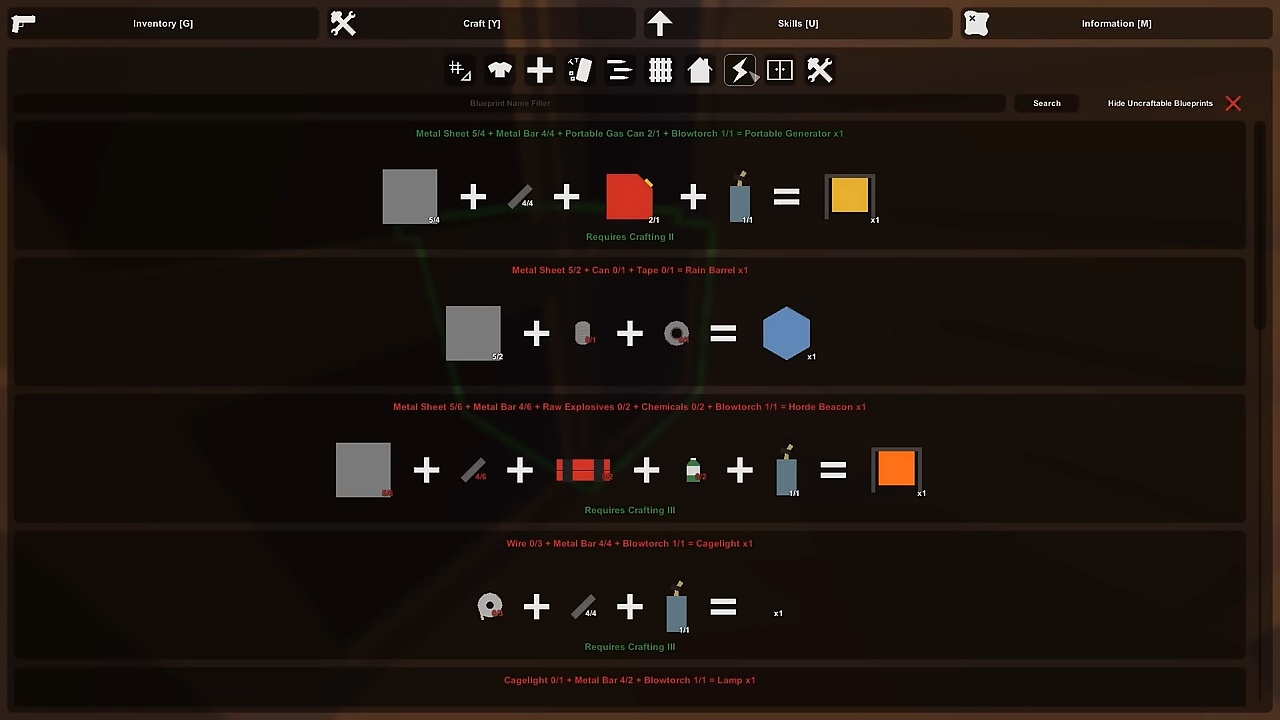 Inventory [G]
Craft [Y]
Skills [U]
Information [M]
Blueprint Name Filter
Search
Hide Uncraftable Blueprints
Metal Sheet 5/4 + Metal Bar 4/4 + Portable Gas Can 2/1 + Blowtorch 1/1 = Portable Generator x1
5/4
4/4
2/1
1/1
x1
Requires Crafting II
Metal Sheet 5/2 + Can 0/1 + Tape 0/1 = Rain Barrel x1
5/2
0/1
x1
Metal Sheet 5/6 + Metal Bar 4/6 + Raw Explosives 0/2 + Chemicals 0/2 + Blowtorch 1/1 = Horde Beacon x1
4/6
0/2
1/1
x1
Requires Crafting III
Wire 0/3 + Metal Bar 4/4 + Blowtorch 1/1 = Cagelight x1
4/4
1/1
x1
Requires Crafting III
Cagelight 0/1 + Metal Bar 4/2 + Blowtorch 1/1 = Lamp x1